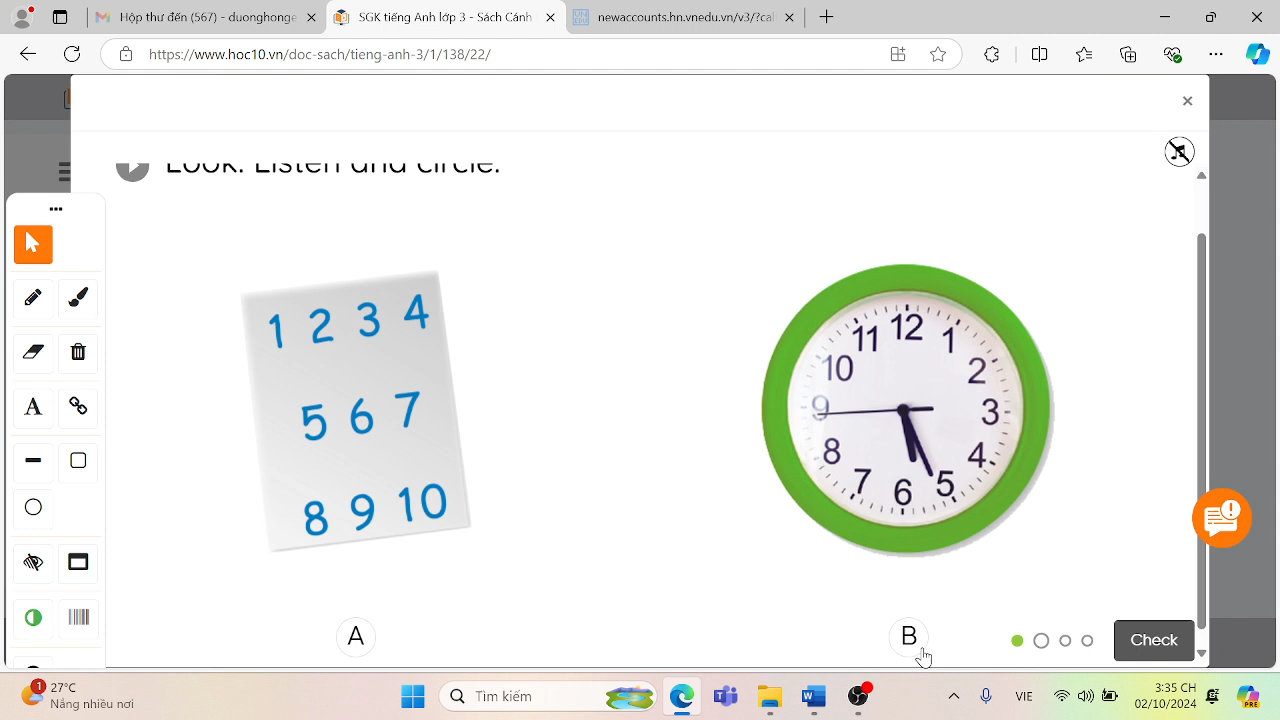 Hộp thư đến (567) - duonghonge
SGK tiếng Anh lớp 3 - Sách Cánh
newaccounts.hn.vnedu.vn/v3/?call
https://www.hoc10.vn/doc-sach/tieng-anh-3/1/138/22/
Look. Listen and circle.
1 2 3 4
5 6 7
8 9 10
12
11 1
10 2
9 3
8 4
7 5
6
A
B
Check
A
1
27°C
Nắng nhiều nơi
Tìm kiếm
VIE
3:35 CH
02/10/2024
PRE